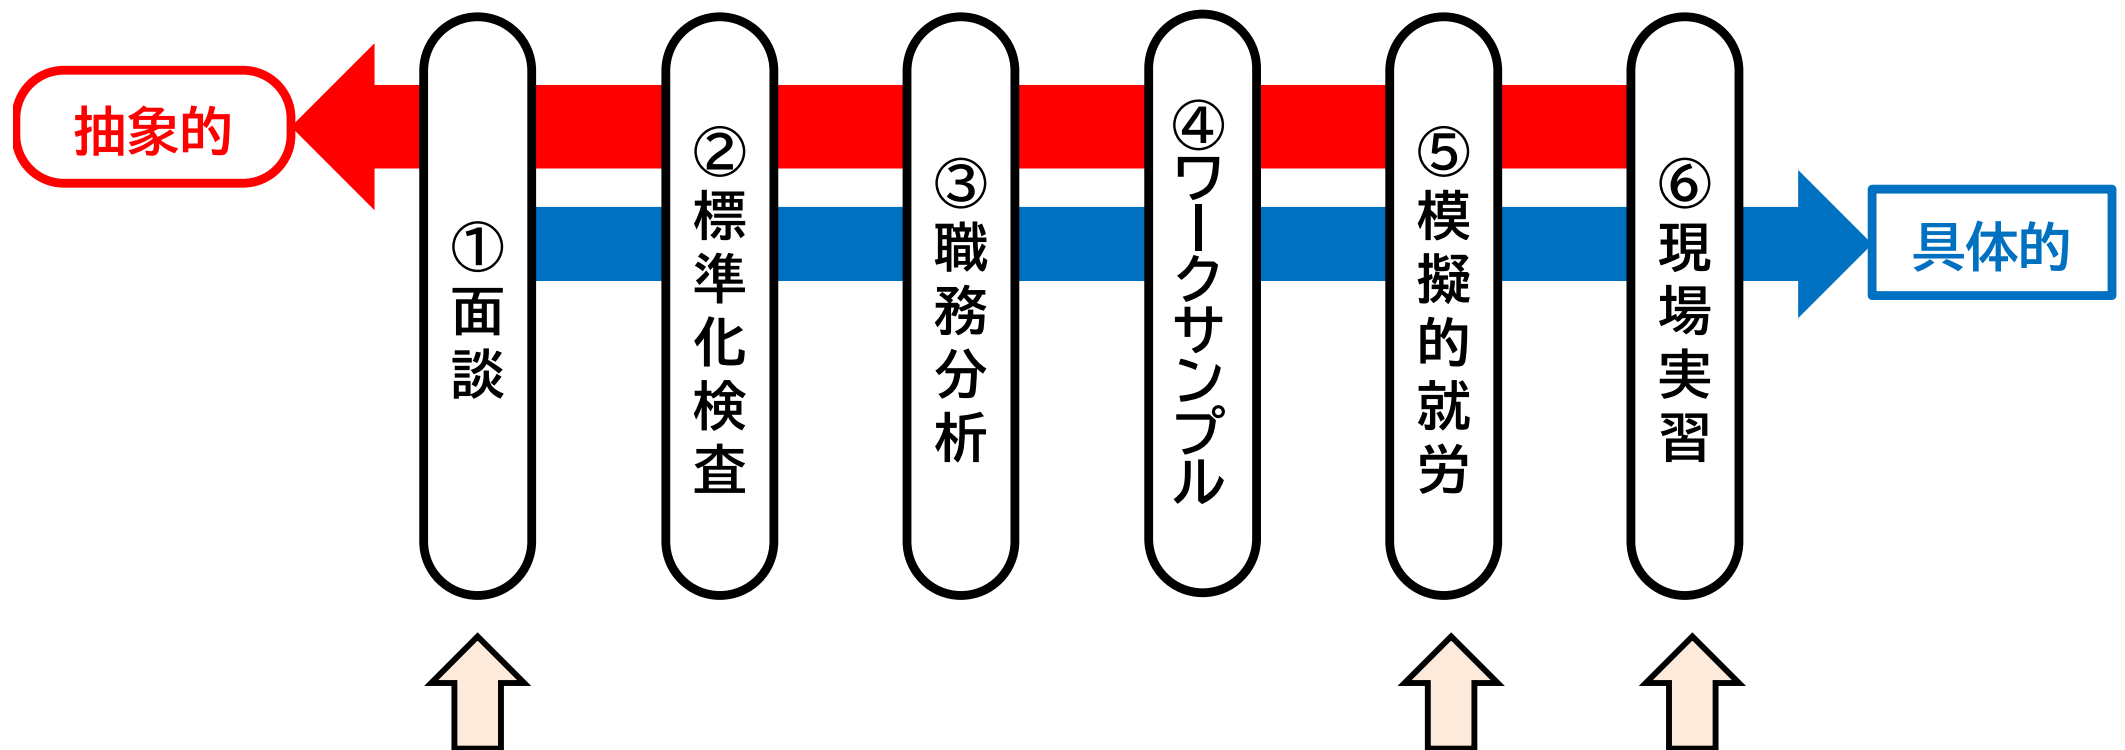 抽象的
①面談
②標準化検査
③職務分析
④ワークサンプル
⑤模擬的就労
⑥現場実習
具体的